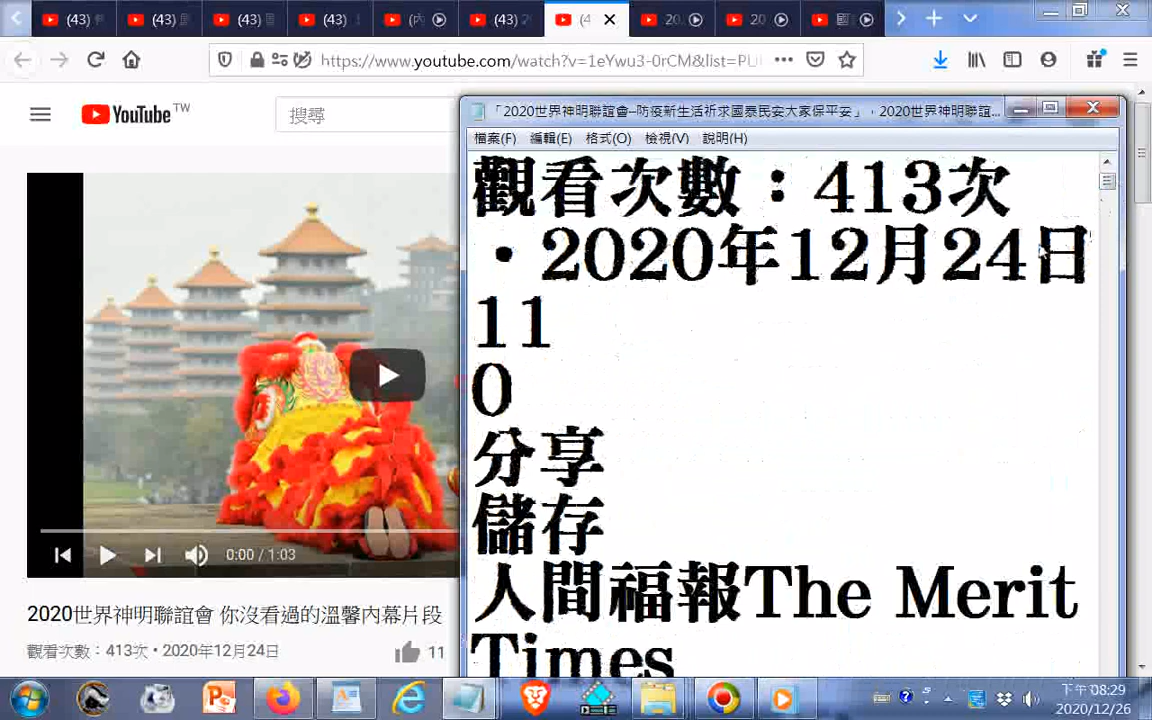 (43)
(43)
(43)
(43)
(內
(43)
(4
20
20
https://www.youtube.com/watch?v=1eYwu3-0rCM&list=PL
YouTube TW
搜尋
「2020世界神明聯誼會–防疫新生活祈求國泰民安大家保平安」，2020世界神明聯誼...
檔案(F) 編輯(E) 格式(O) 檢視(V) 說明(H)
觀看次數：413次
•2020年12月24日
11
0
分享
儲存
人間福報The Merit
Times
0:00 / 1:03
2020世界神明聯誼會 你沒看過的溫馨內幕片段
觀看次數：413次 • 2020年12月24日
11
下午 08:29
2020/12/26